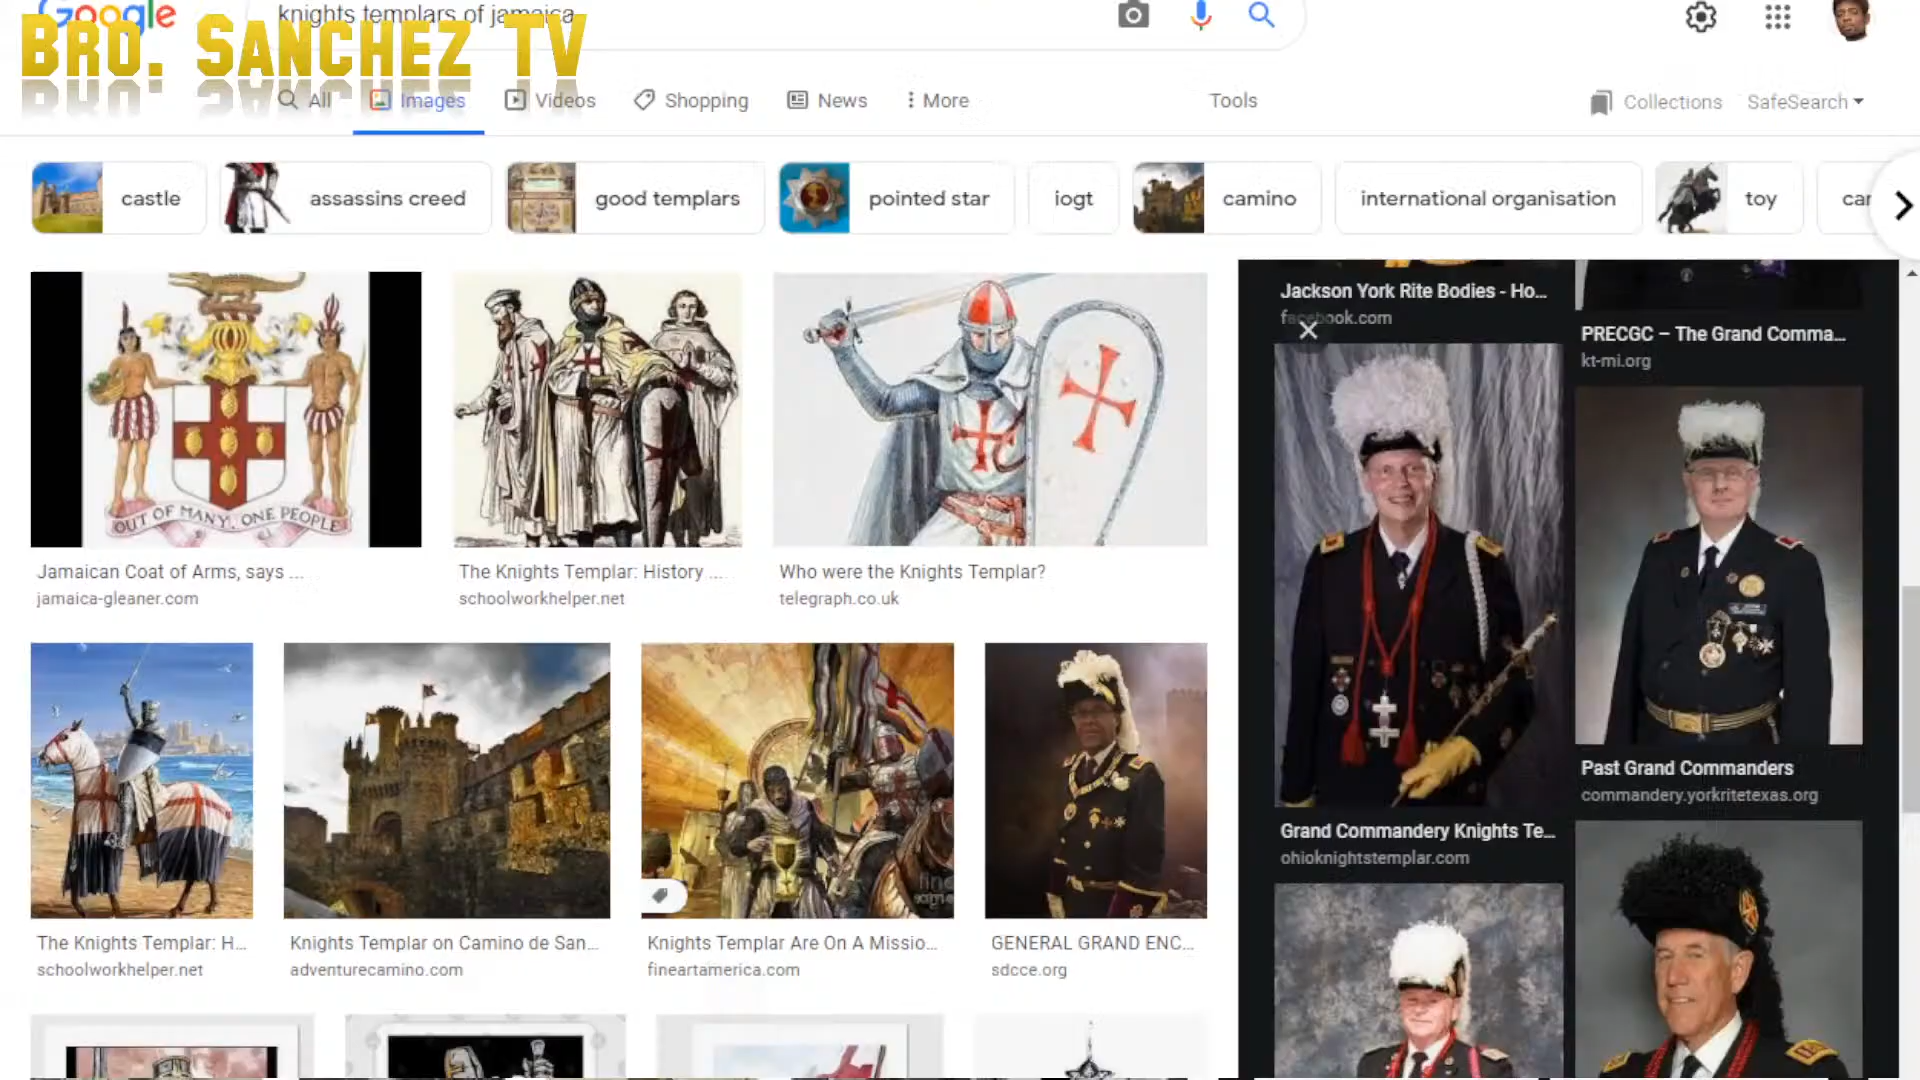 Google
knights templars of jamaica
BRO. SANCHEZ TV
All
Images
Videos
Shopping
News
More
Tools
Collections
SafeSearch
castle
assassins creed
good templars
pointed star
iogt
camino
international organisation
toy
car
OUT OF MANY, ONE PEOPLE
Jamaican Coat of Arms, says ...
jamaica-gleaner.com
The Knights Templar: History ...
schoolworkhelper.net
Who were the Knights Templar?
telegraph.co.uk
The Knights Templar: H...
schoolworkhelper.net
Knights Templar on Camino de San...
adventurecamino.com
Knights Templar Are On A Missio...
fineartamerica.com
GENERAL GRAND ENC...
sdcce.org
Jackson York Rite Bodies - Ho...
facebook.com
PRECGC – The Grand Comma...
kt-mi.org
Past Grand Commanders
commandery.yorkritetexas.org
Grand Commandery Knights Te...
ohioknightstemplar.com